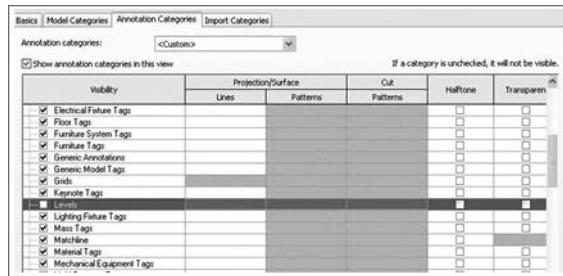 Basics Model Categories Annotation Categories Import Categories
Annotation categories: <Custom>
Show annotation categories in this view If a category is unchecked, it will not be visible.
Visibility Projection/Surface Cut Halftone Transparen
Lines Patterns Patterns
Electrical Fixture Tags
Floor Tags
Furniture System Tags
Furniture Tags
Generic Annotations
Generic Model Tags
Grids
Keynote Tags
Levels
Lighting Fixture Tags
Mass Tags
Matchline
Material Tags
Mechanical Equipment Tags